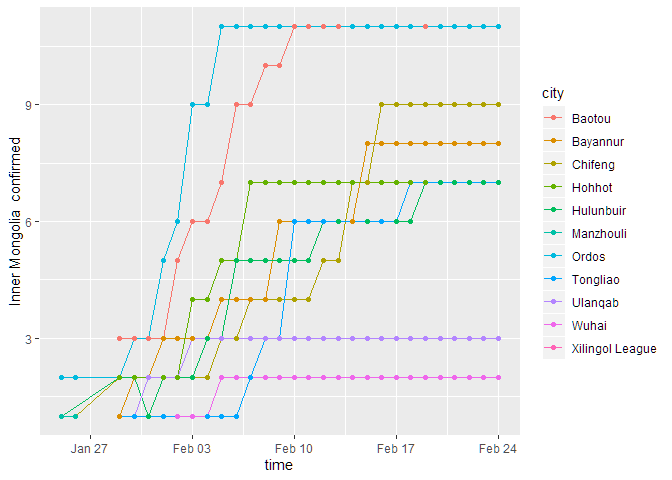 Inner Mongolia  confirmed
9
6
3
Jan 27
Feb 03
Feb 10
Feb 17
Feb 24
time
city
Baotou
Bayannur
Chifeng
Hohhot
Hulunbuir
Manzhouli
Ordos
Tongliao
Ulanqab
Wuhai
Xilingol League